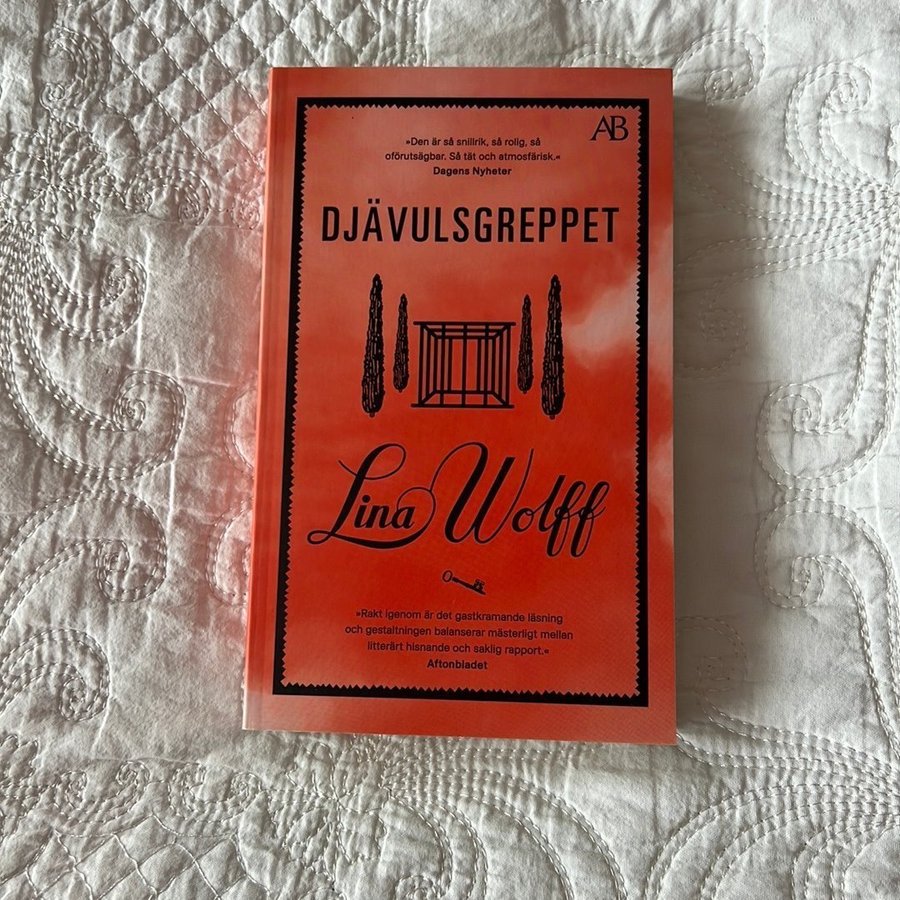 AB
»Den är så snillrik, så rolig, så
oförutsägbar. Så tät och atmosfärisk.«
Dagens Nyheter
DJÄVULSGREPPET
Lina Wolff
»Rakt igenom är det gastkramande läsning
och gestaltningen balanserar mästerligt mellan
litterärt hisnande och saklig rapport.«
Aftonbladet